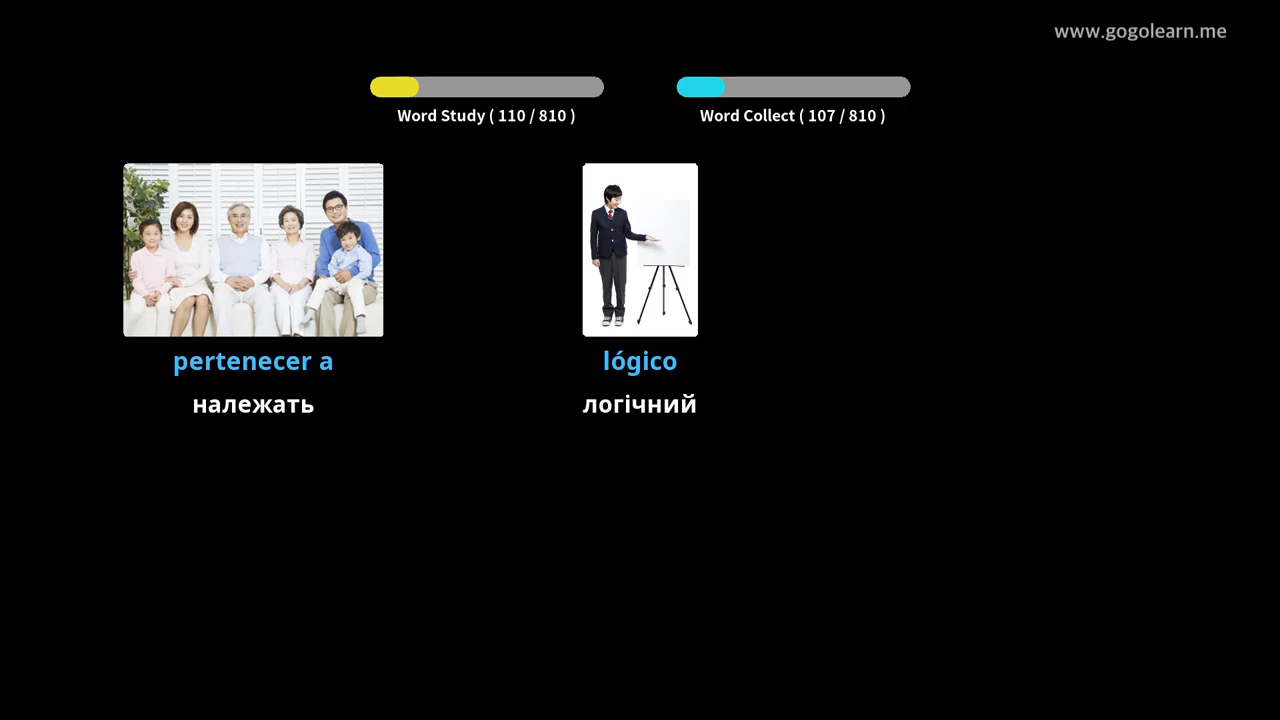 www.gogolearn.me
Word Study ( 110 / 810 )
Word Collect ( 107 / 810 )
pertenecer a
належать
lógico
логічний